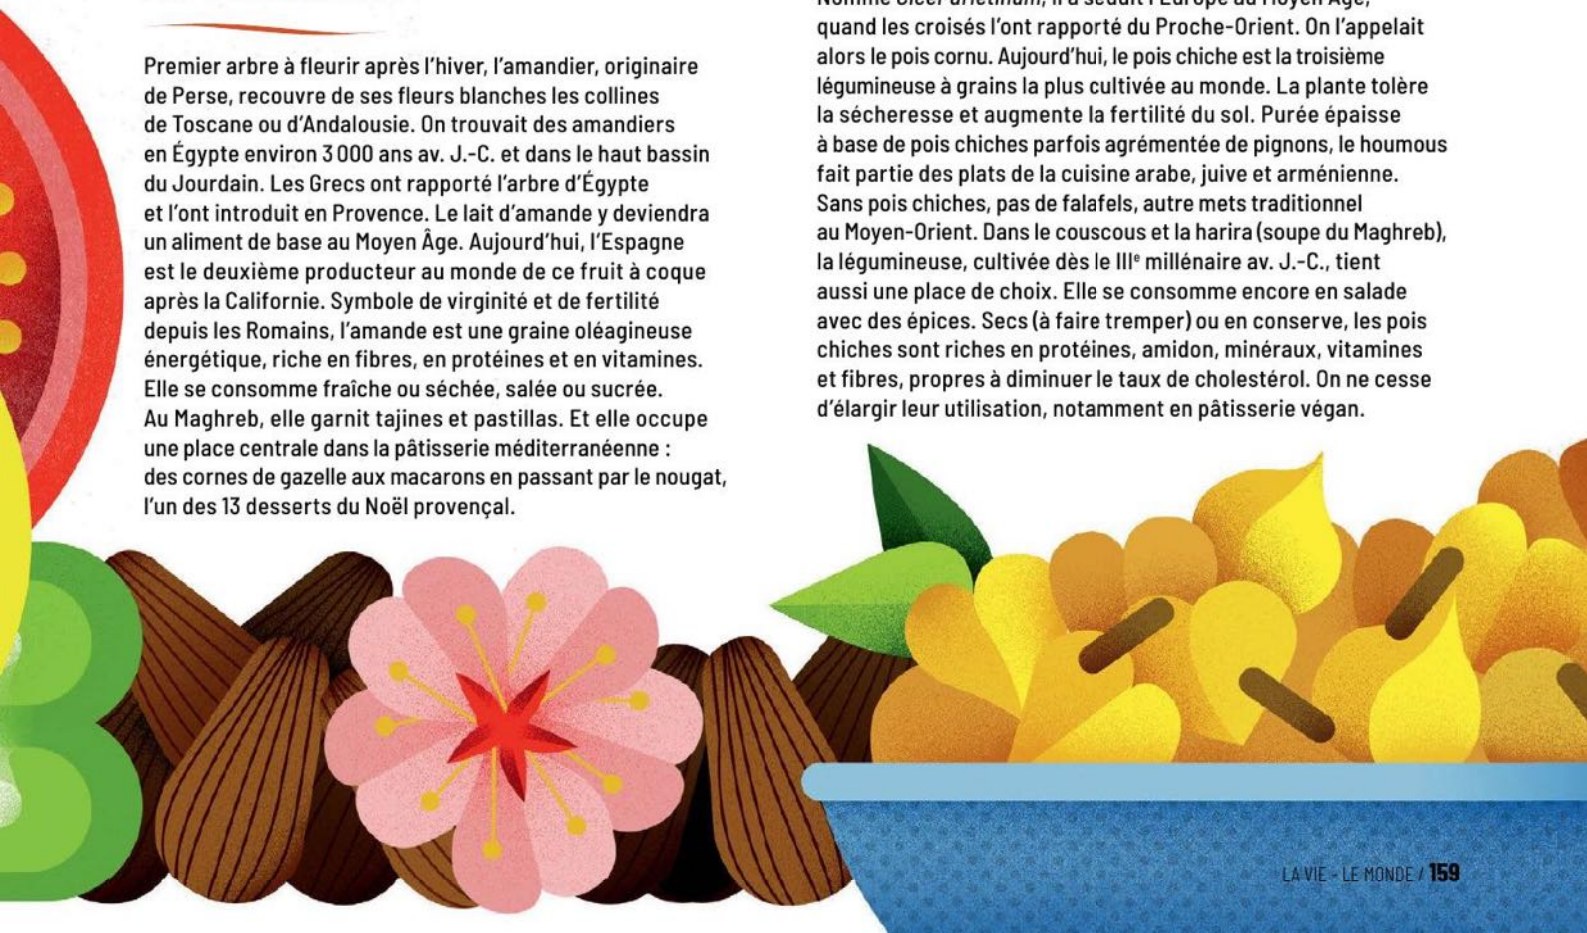 Premier arbre à fleurir après l’hiver, l’amandier, originaire
de Perse, recouvre de ses fleurs blanches les collines
de Toscane ou d’Andalousie. On trouvait des amandiers
en Égypte environ 3 000 ans av. J.-C. et dans le haut bassin
du Jourdain. Les Grecs ont rapporté l’arbre d’Égypte
et l’ont introduit en Provence. Le lait d’amande y deviendra
un aliment de base au Moyen Âge. Aujourd’hui, l’Espagne
est le deuxième producteur au monde de ce fruit à coque
après la Californie. Symbole de virginité et de fertilité
depuis les Romains, l’amande est une graine oléagineuse
énergétique, riche en fibres, en protéines et en vitamines.
Elle se consomme fraîche ou séchée, salée ou sucrée.
Au Maghreb, elle garnit tajines et pastillas. Et elle occupe
une place centrale dans la pâtisserie méditerranéenne :
des cornes de gazelle aux macarons en passant par le nougat,
l’un des 13 desserts du Noël provençal.
Nommé Cicer arietinum, il a séduit l’Europe au Moyen Âge,
quand les croisés l’ont rapporté du Proche-Orient. On l’appelait
alors le pois cornu. Aujourd’hui, le pois chiche est la troisième
légumineuse à grains la plus cultivée au monde. La plante tolère
la sécheresse et augmente la fertilité du sol. Purée épaisse
à base de pois chiches parfois agrémentée de pignons, le houmous
fait partie des plats de la cuisine arabe, juive et arménienne.
Sans pois chiches, pas de falafels, autre mets traditionnel
au Moyen-Orient. Dans le couscous et la harira (soupe du Maghreb),
la légumineuse, cultivée dès le IIIᵉ millénaire av. J.-C., tient
aussi une place de choix. Elle se consomme encore en salade
avec des épices. Secs (à faire tremper) ou en conserve, les pois
chiches sont riches en protéines, amidon, minéraux, vitamines
et fibres, propres à diminuer le taux de cholestérol. On ne cesse
d’élargir leur utilisation, notamment en pâtisserie végan.
LA VIE - LE MONDE / 159